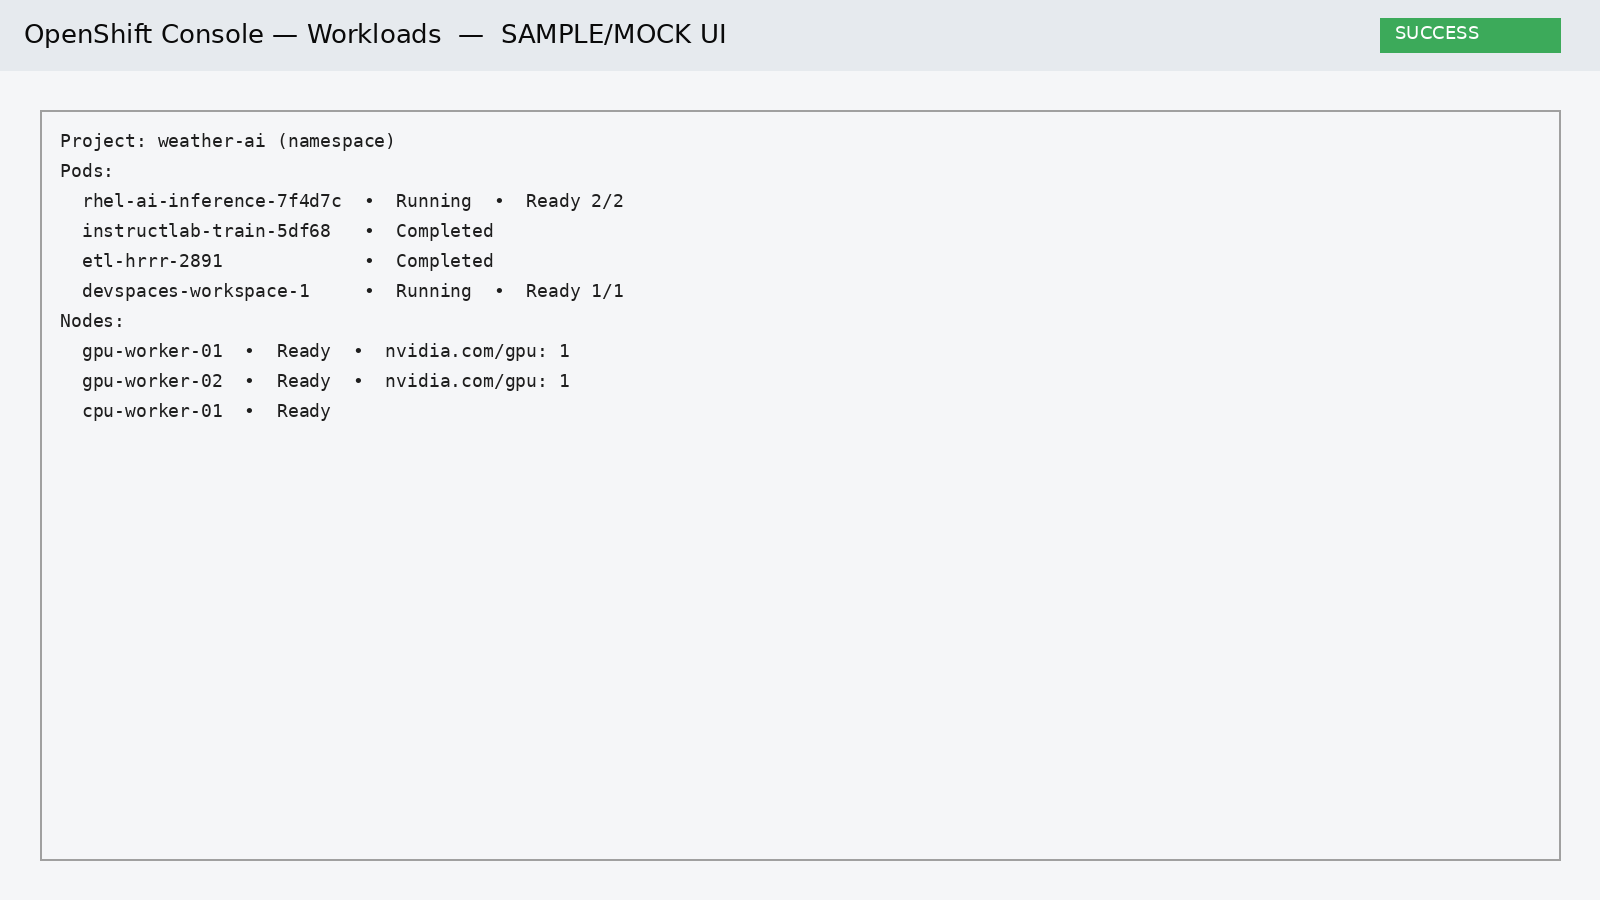 OpenShift Console — Workloads — SAMPLE/MOCK UI
SUCCESS
Project: weather-ai (namespace)
Pods:
rhel-ai-inference-7f4d7c • Running • Ready 2/2
instructlab-train-5df68 • Completed
etl-hrrr-2891 • Completed
devspaces-workspace-1 • Running • Ready 1/1
Nodes:
gpu-worker-01 • Ready • nvidia.com/gpu: 1
gpu-worker-02 • Ready • nvidia.com/gpu: 1
cpu-worker-01 • Ready